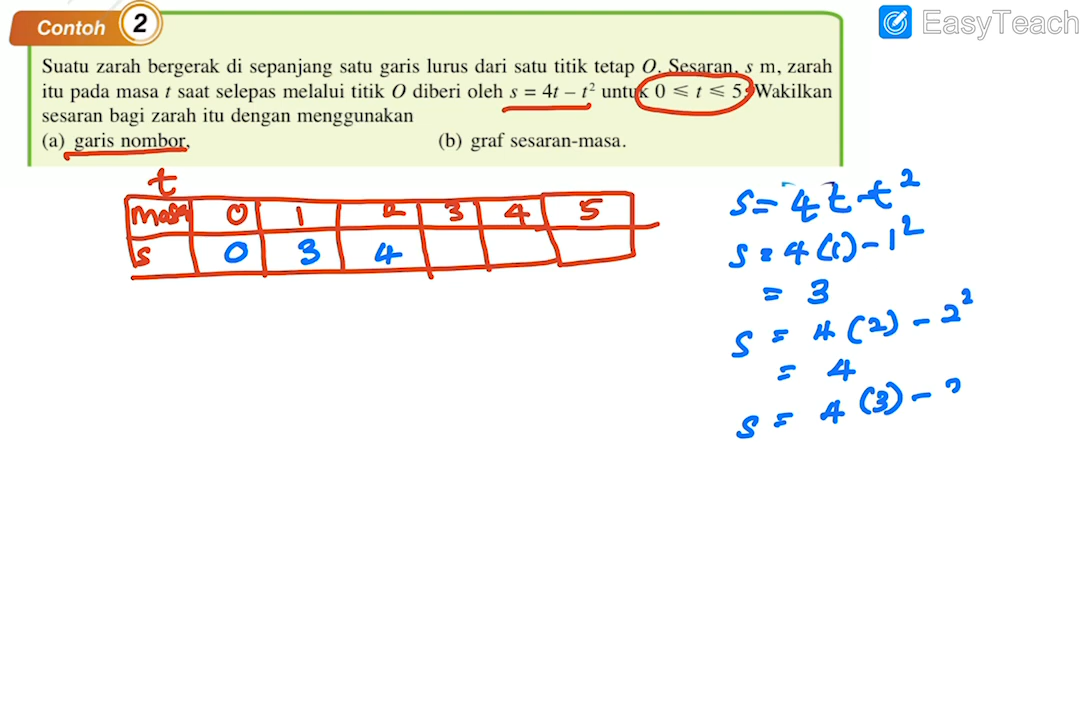 Contoh 2
EasyTeach
Suatu zarah bergerak di sepanjang satu garis lurus dari satu titik tetap O. Sesaran, s m, zarah
itu pada masa t saat selepas melalui titik O diberi oleh s = 4t – t² untuk 0 ⩽ t ⩽ 5. Wakilkan
sesaran bagi zarah itu dengan menggunakan
(a) garis nombor, (b) graf sesaran-masa.
t
masa 0 1 2 3 4 5
s 0 3 4
s = 4t - t²
s = 4(1) - 1²
= 3
s = 4(2) - 2²
= 4
s = 4(3) -